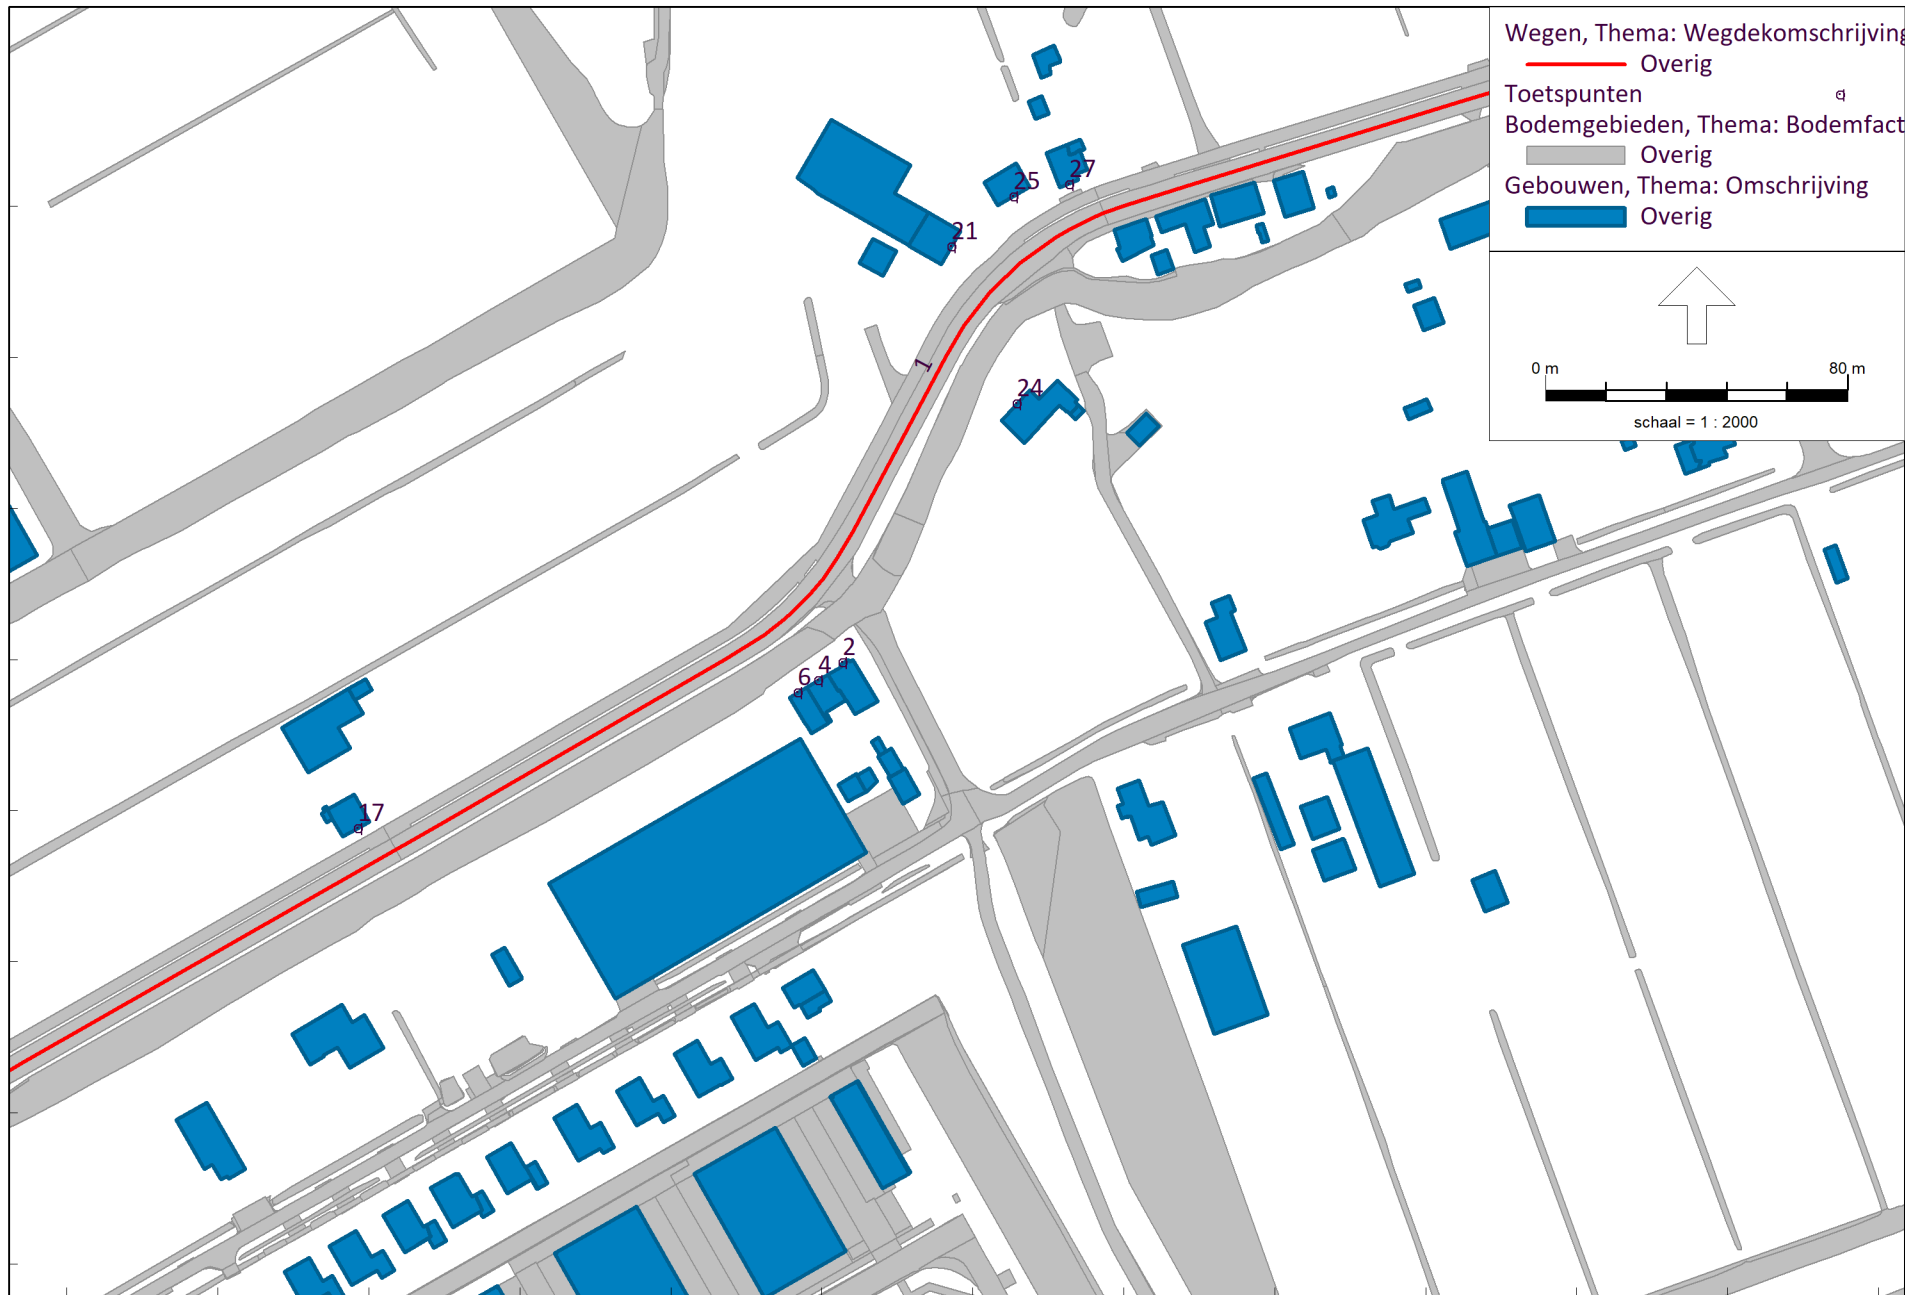 Wegen, Thema: Wegdekomschrijving
Overig
Toetspunten
Bodemgebieden, Thema: Bodemfact
Overig
Gebouwen, Thema: Omschrijving
Overig
0 m 80 m
schaal = 1 : 2000
27
25
21
1
24
2
4
6
17